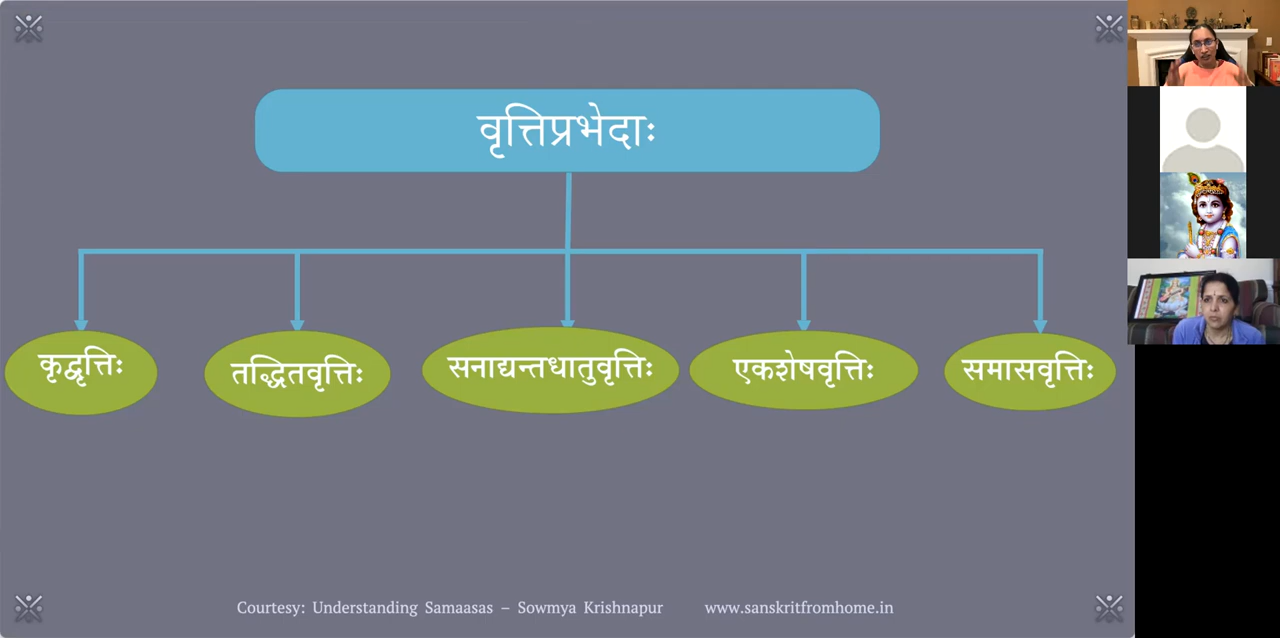 वृत्तिप्रभेदाः
कृद्वृत्तिः
तद्धितवृत्तिः
सनाद्यन्तधातुवृत्तिः
एकशेषवृत्तिः
समासवृत्तिः
Courtesy: Understanding Samaasas – Sowmya Krishnapur www.sanskritfromhome.in